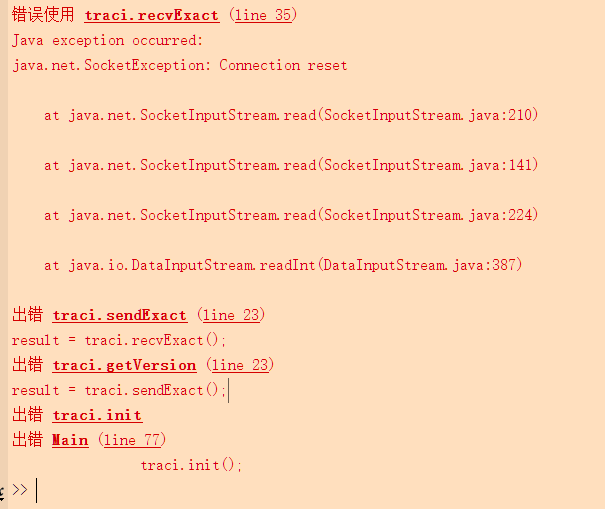 错误使用 traci.recvExact (line 35)
Java exception occurred:
java.net.SocketException: Connection reset
at java.net.SocketInputStream.read(SocketInputStream.java:210)
at java.net.SocketInputStream.read(SocketInputStream.java:141)
at java.net.SocketInputStream.read(SocketInputStream.java:224)
at java.io.DataInputStream.readInt(DataInputStream.java:387)
出错 traci.sendExact (line 23)
result = traci.recvExact();
出错 traci.getVersion (line 23)
result = traci.sendExact();
出错 traci.init
出错 Main (line 77)
traci.init();
>>